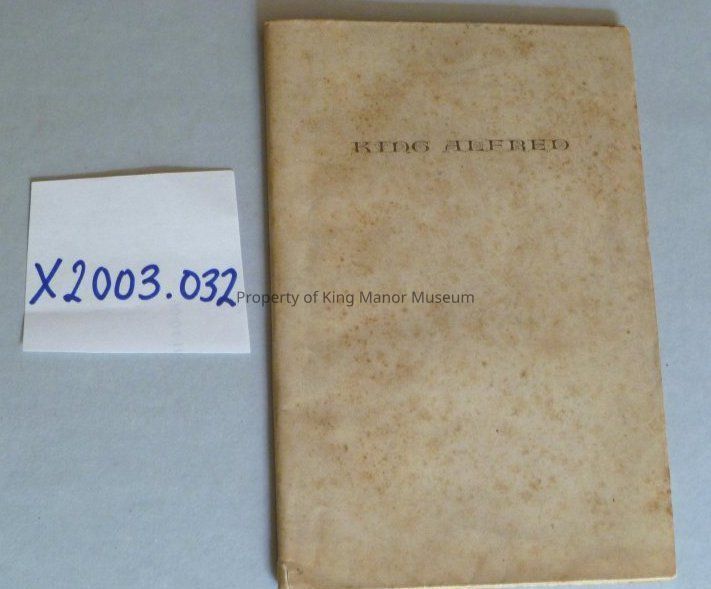 KING ALFRED
X2003.032
Property of King Manor Museum